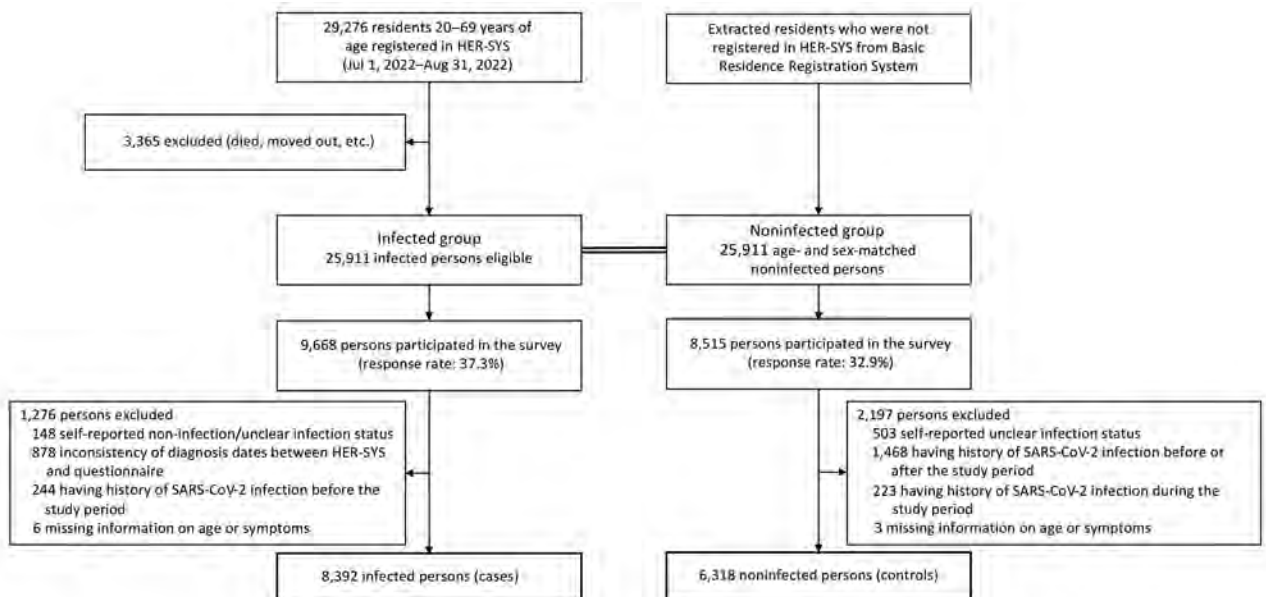 29,276 residents 20–69 years of
age registered in HER-SYS
(Jul 1, 2022–Aug 31, 2022)
Extracted residents who were not
registered in HER-SYS from Basic
Residence Registration System
3,365 excluded (died, moved out, etc.)
Infected group
25,911 infected persons eligible
Noninfected group
25,911 age- and sex-matched
noninfected persons
9,668 persons participated in the survey
(response rate: 37.3%)
8,515 persons participated in the survey
(response rate: 32.9%)
1,276 persons excluded
148 self-reported non-infection/unclear infection status
878 inconsistency of diagnosis dates between HER-SYS
and questionnaire
244 having history of SARS-CoV-2 infection before the
study period
6 missing information on age or symptoms
2,197 persons excluded
503 self-reported unclear infection status
1,468 having history of SARS-CoV-2 infection before or
after the study period
223 having history of SARS-CoV-2 infection during the
study period
3 missing information on age or symptoms
8,392 infected persons (cases)
6,318 noninfected persons (controls)